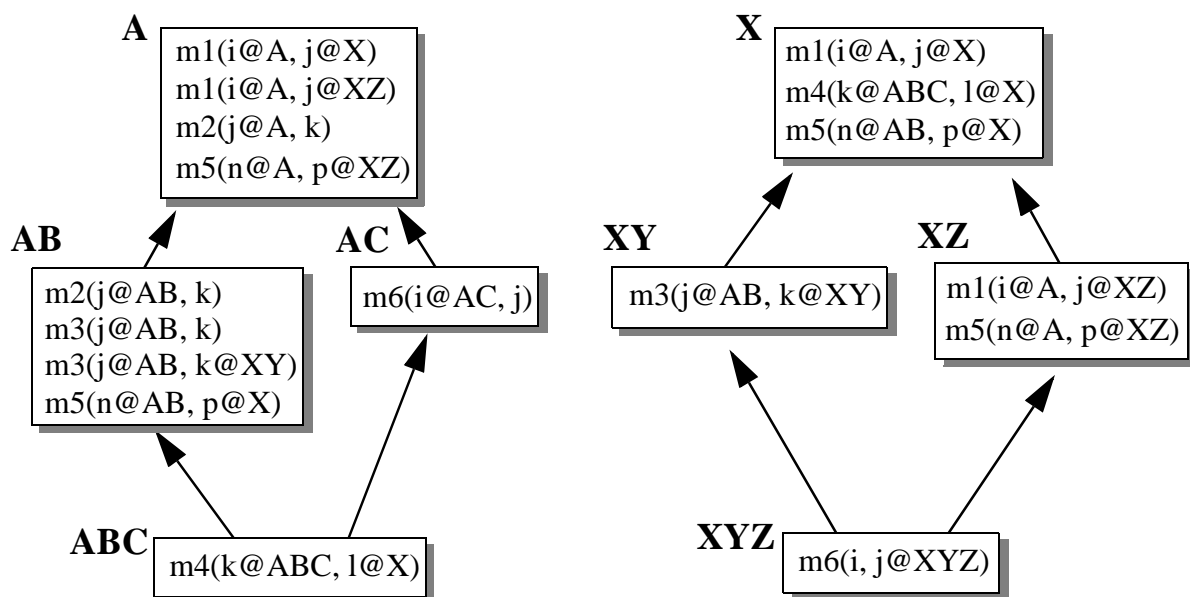 A
m1(i@A, j@X)
m1(i@A, j@XZ)
m2(j@A, k)
m5(n@A, p@XZ)
AB
m2(j@AB, k)
m3(j@AB, k)
m3(j@AB, k@XY)
m5(n@AB, p@X)
AC
m6(i@AC, j)
ABC
m4(k@ABC, l@X)
X
m1(i@A, j@X)
m4(k@ABC, l@X)
m5(n@AB, p@X)
XY
m3(j@AB, k@XY)
XZ
m1(i@A, j@XZ)
m5(n@A, p@XZ)
XYZ
m6(i, j@XYZ)